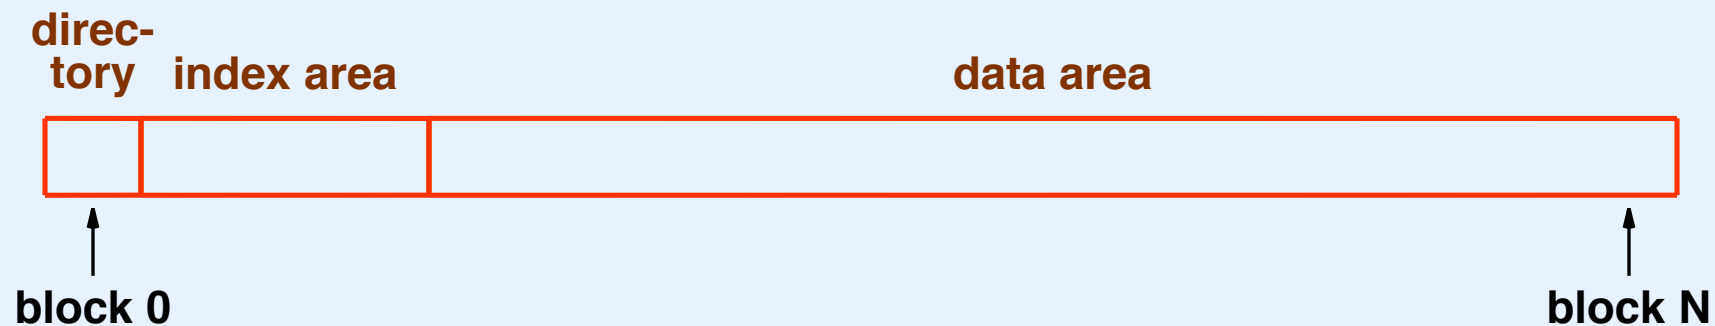 direc-
tory
index area
data area
block 0
block N